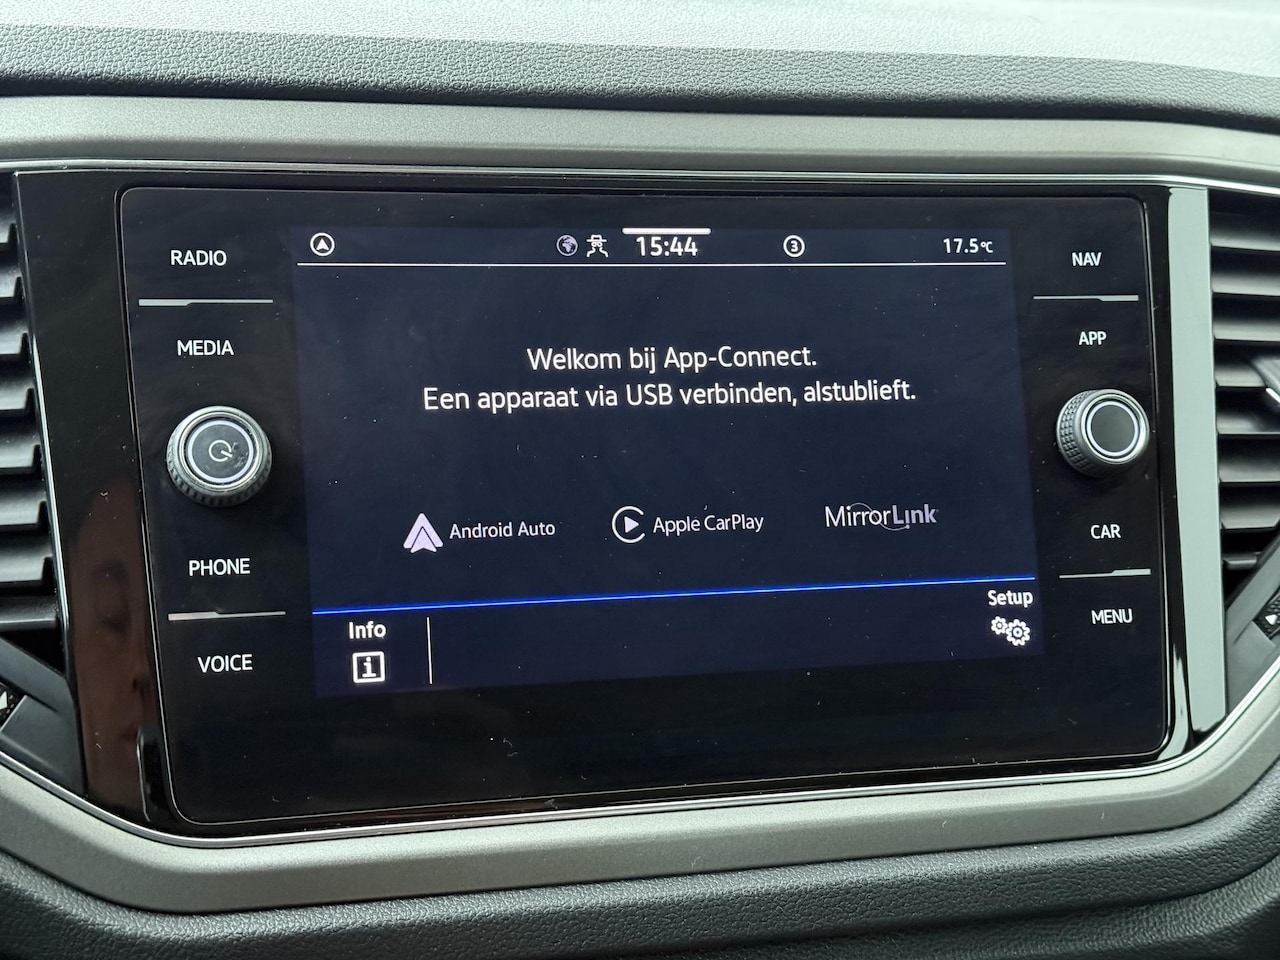 RADIO
MEDIA
PHONE
VOICE
15:44
3
17.5°C
Welkom bij App-Connect.
Een apparaat via USB verbinden, alstublieft.
Android Auto
Apple CarPlay
MirrorLink
Info
i
Setup
NAV
APP
CAR
MENU